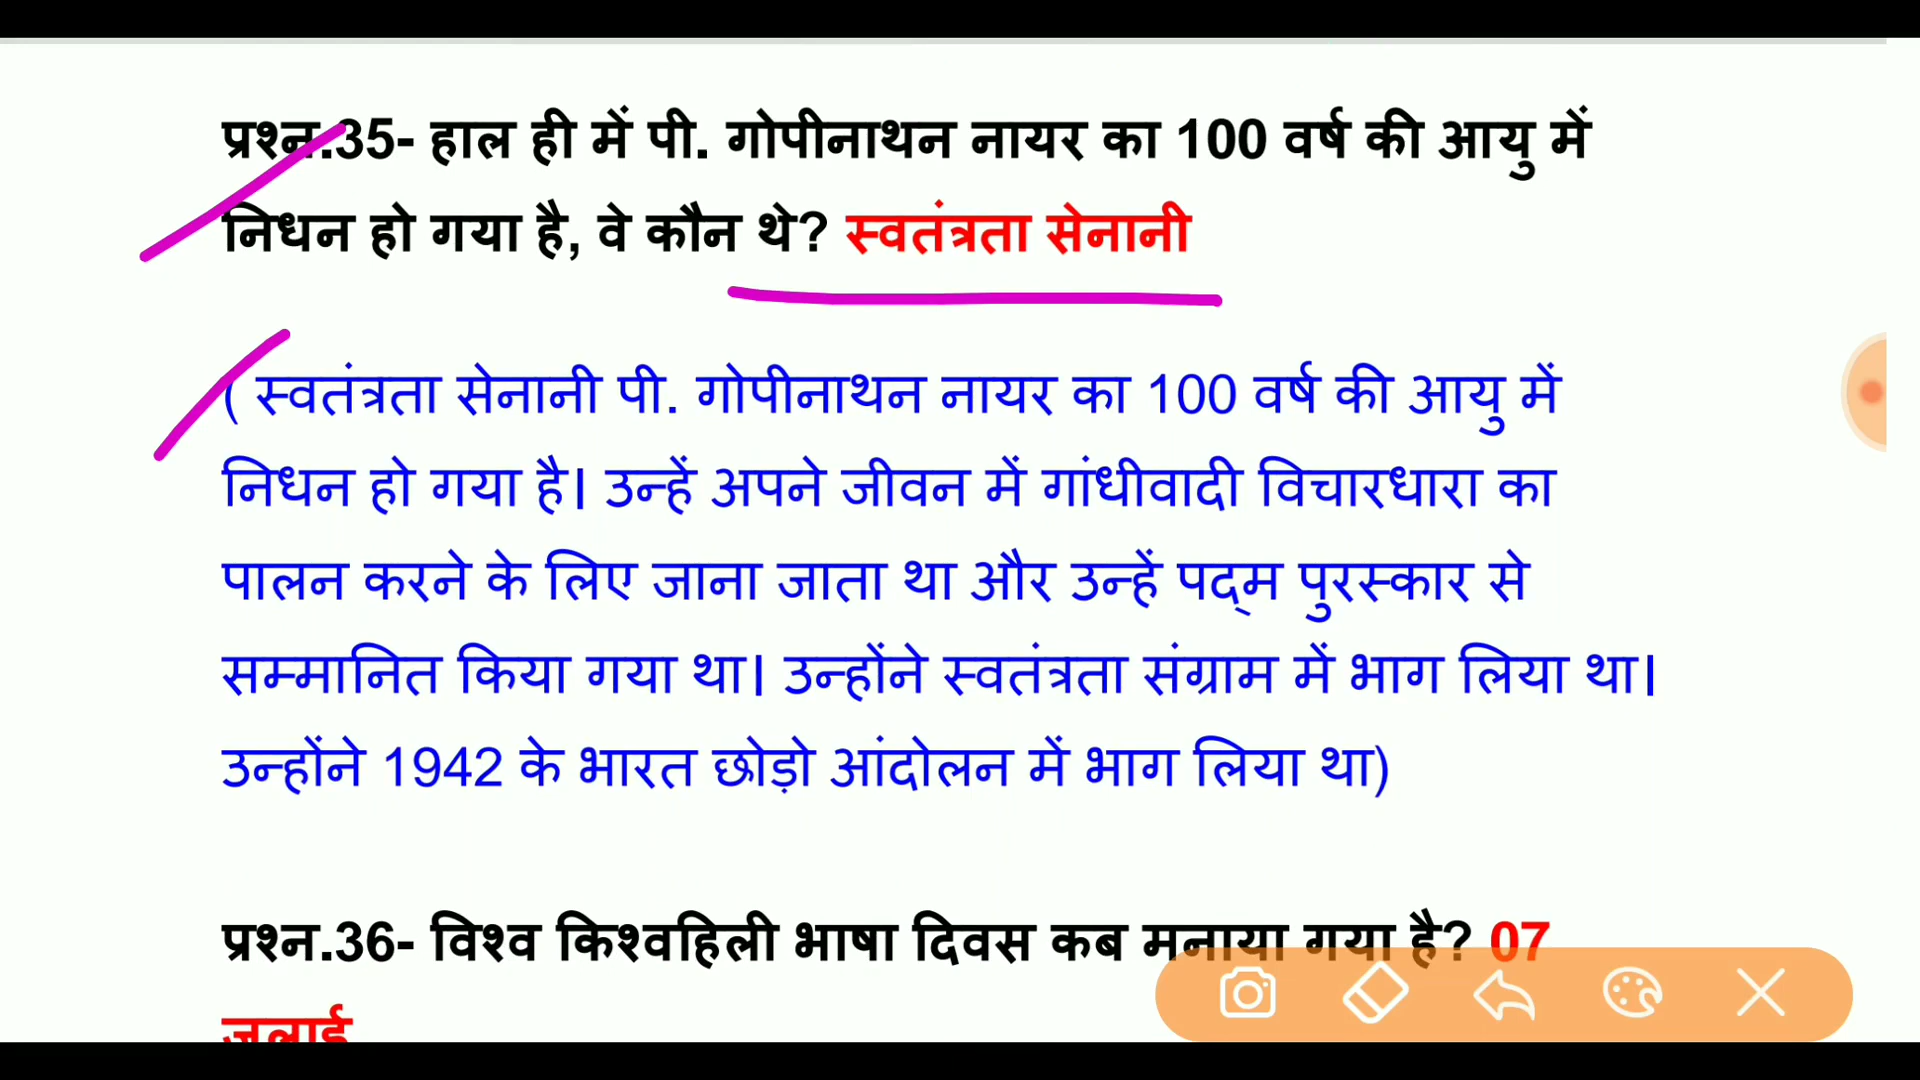 प्रश्न.35- हाल ही में पी. गोपीनाथन नायर का 100 वर्ष की आयु में
निधन हो गया है, वे कौन थे? स्वतंत्रता सेनानी
( स्वतंत्रता सेनानी पी. गोपीनाथन नायर का 100 वर्ष की आयु में
निधन हो गया है। उन्हें अपने जीवन में गांधीवादी विचारधारा का
पालन करने के लिए जाना जाता था और उन्हें पद्म पुरस्कार से
सम्मानित किया गया था। उन्होंने स्वतंत्रता संग्राम में भाग लिया था।
उन्होंने 1942 के भारत छोड़ो आंदोलन में भाग लिया था)
प्रश्न.36- विश्व किश्वहिली भाषा दिवस कब मनाया गया है? 07
जुलाई